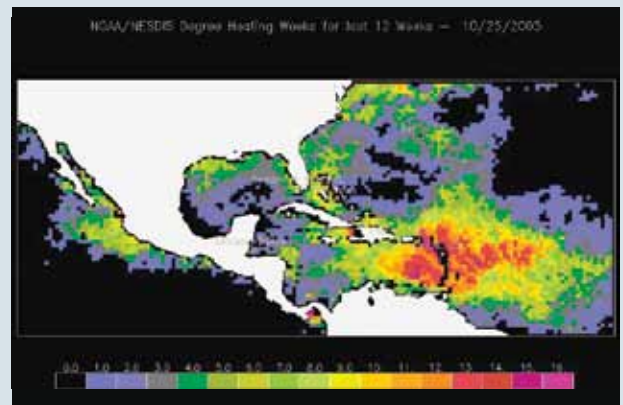 NOAA/NESDIS Degree Heating Weeks for last 12 Weeks – 10/25/2005
0.0 1.0 2.0 3.0 4.0 5.0 6.0 7.0 8.0 9.0 10 11 12 13 14 15 16